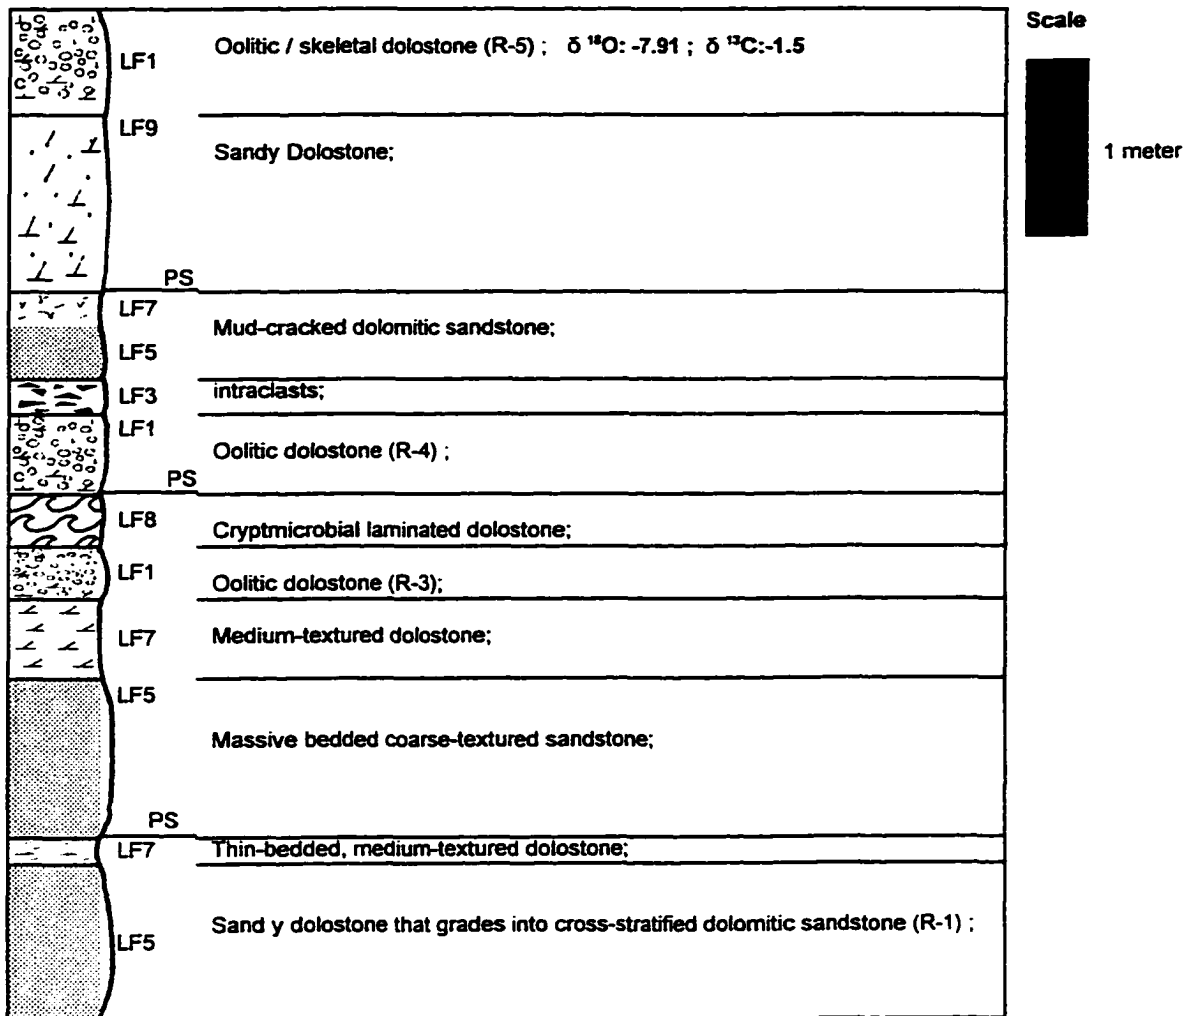 Scale
1 meter
LF1 Oolitic / skeletal dolostone (R-5) ; δ ¹⁸O: -7.91 ; δ ¹³C:-1.5
LF9
Sandy Dolostone;
PS
LF7
Mud-cracked dolomitic sandstone;
LF5
LF3 intraclasts;
LF1
Oolitic dolostone (R-4) ;
PS
LF8
Cryptmicrobial laminated dolostone;
LF1
Oolitic dolostone (R-3);
LF7 Medium-textured dolostone;
LF5
Massive bedded coarse-textured sandstone;
PS
LF7 Thin-bedded, medium-textured dolostone;
Sand y dolostone that grades into cross-stratified dolomitic sandstone (R-1) ;
LF5